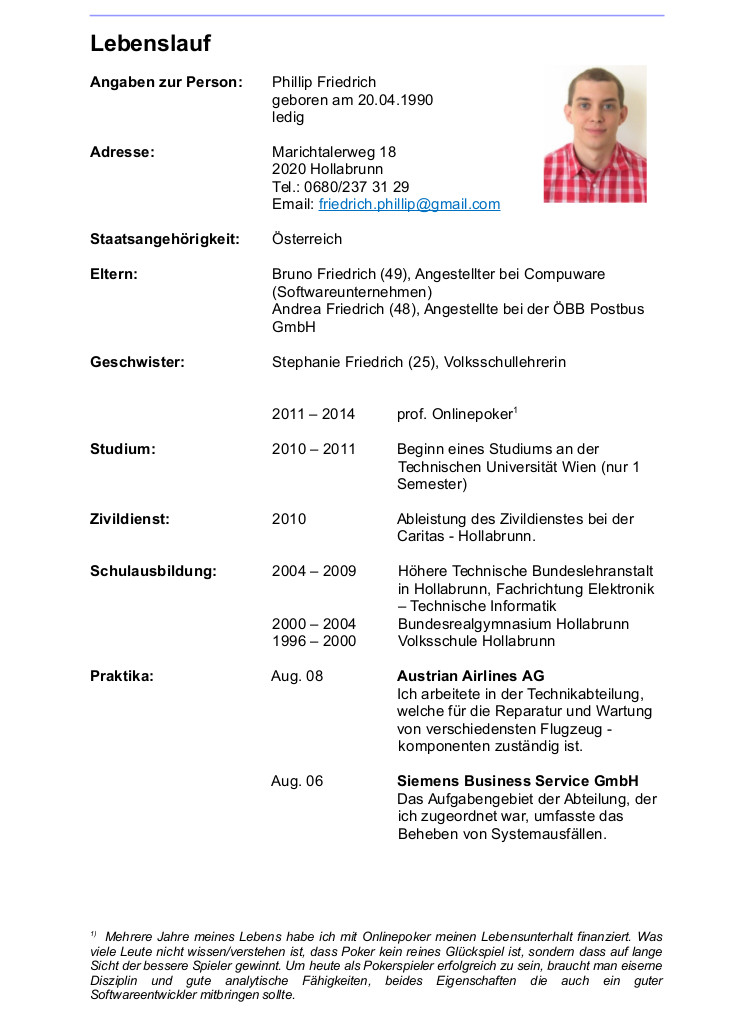 Lebenslauf
Angaben zur Person: Phillip Friedrich
geboren am 20.04.1990
ledig
Adresse: Marichtalerweg 18
2020 Hollabrunn
Tel.: 0680/237 31 29
Email: friedrich.phillip@gmail.com
Staatsangehörigkeit: Österreich
Eltern: Bruno Friedrich (49), Angestellter bei Compuware
(Softwareunternehmen)
Andrea Friedrich (48), Angestellte bei der ÖBB Postbus
GmbH
Geschwister: Stephanie Friedrich (25), Volksschullehrerin
2011 – 2014 prof. Onlinepoker¹
Studium: 2010 – 2011 Beginn eines Studiums an der
Technischen Universität Wien (nur 1
Semester)
Zivildienst: 2010 Ableistung des Zivildienstes bei der
Caritas - Hollabrunn.
Schulausbildung: 2004 – 2009 Höhere Technische Bundeslehranstalt
in Hollabrunn, Fachrichtung Elektronik
– Technische Informatik
2000 – 2004 Bundesrealgymnasium Hollabrunn
1996 – 2000 Volksschule Hollabrunn
Praktika: Aug. 08 Austrian Airlines AG
Ich arbeitete in der Technikabteilung,
welche für die Reparatur und Wartung
von verschiedensten Flugzeug -
komponenten zuständig ist.
Aug. 06 Siemens Business Service GmbH
Das Aufgabengebiet der Abteilung, der
ich zugeordnet war, umfasste das
Beheben von Systemausfällen.
¹⁾ Mehrere Jahre meines Lebens habe ich mit Onlinepoker meinen Lebensunterhalt finanziert. Was
viele Leute nicht wissen/verstehen ist, dass Poker kein reines Glückspiel ist, sondern dass auf lange
Sicht der bessere Spieler gewinnt. Um heute als Pokerspieler erfolgreich zu sein, braucht man eiserne
Disziplin und gute analytische Fähigkeiten, beides Eigenschaften die auch ein guter
Softwareentwickler mitbringen sollte.